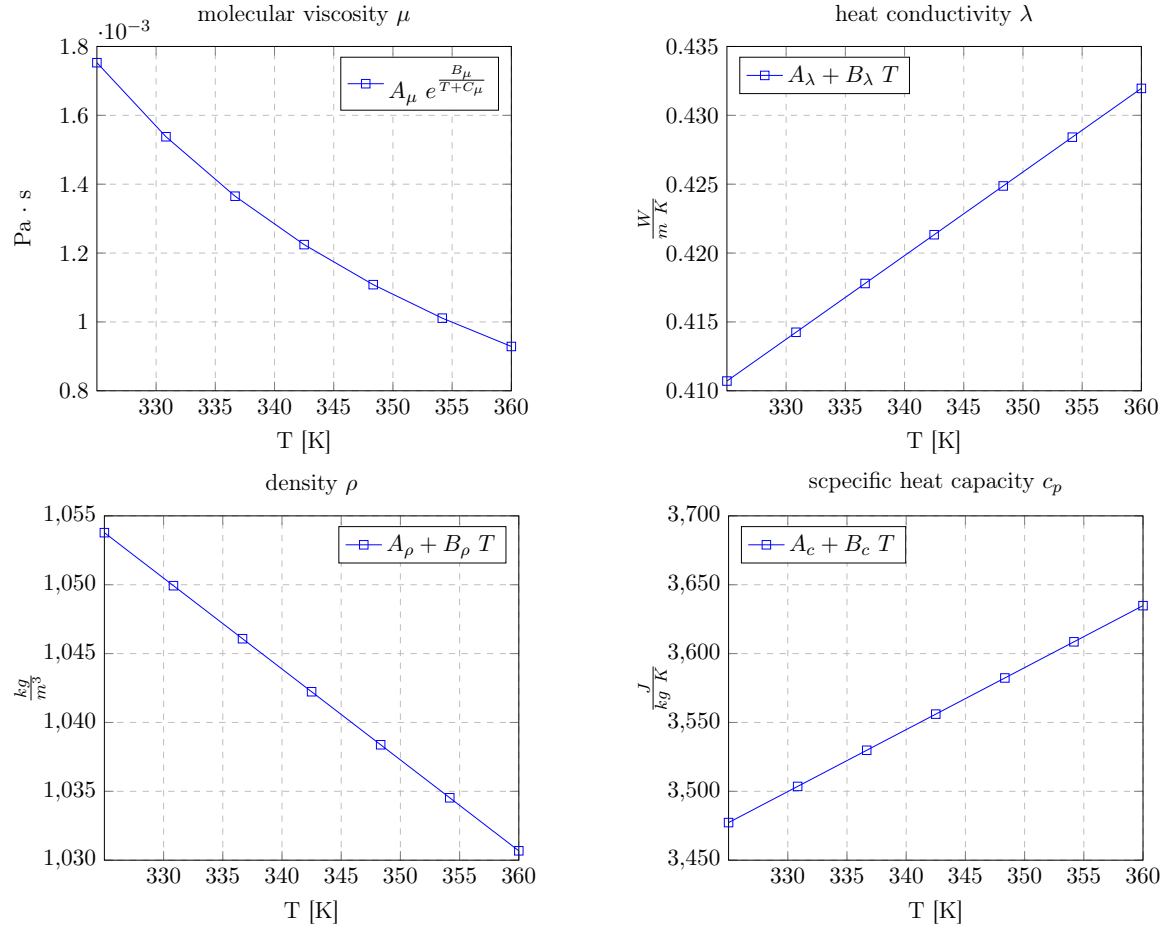 molecular viscosity μ
·10⁻³
1.8
1.6
1.4
1.2
1
0.8
Pa · s
A_μ e^{\frac{B_μ}{T+C_μ}}
330 335 340 345 350 355 360
T [K]
heat conductivity λ
0.435
0.430
0.425
0.420
0.415
0.410
\frac{W}{m K}
A_λ + B_λ T
330 335 340 345 350 355 360
T [K]
density ρ
1,055
1,050
1,045
1,040
1,035
1,030
\frac{kg}{m^3}
A_ρ + B_ρ T
330 335 340 345 350 355 360
T [K]
scpecific heat capacity c_p
3,700
3,650
3,600
3,550
3,500
3,450
\frac{J}{kg K}
A_c + B_c T
330 335 340 345 350 355 360
T [K]